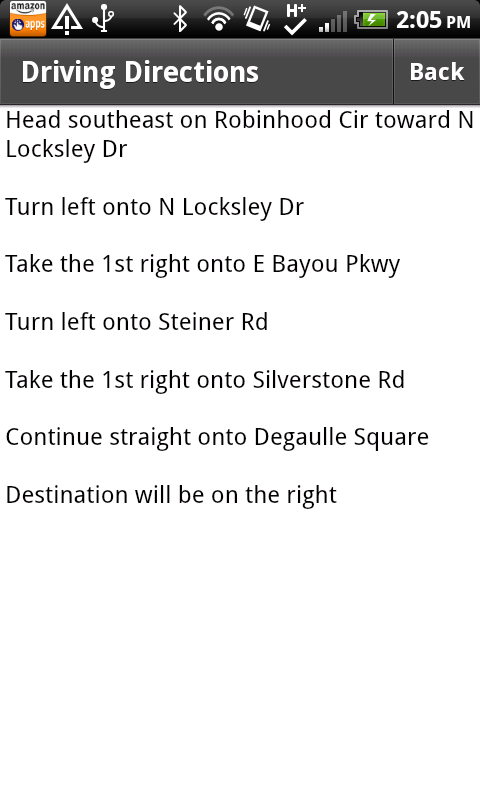 amazon
apps
H+
2:05 PM
Driving Directions
Back
Head southeast on Robinhood Cir toward N
Locksley Dr
Turn left onto N Locksley Dr
Take the 1st right onto E Bayou Pkwy
Turn left onto Steiner Rd
Take the 1st right onto Silverstone Rd
Continue straight onto Degaulle Square
Destination will be on the right